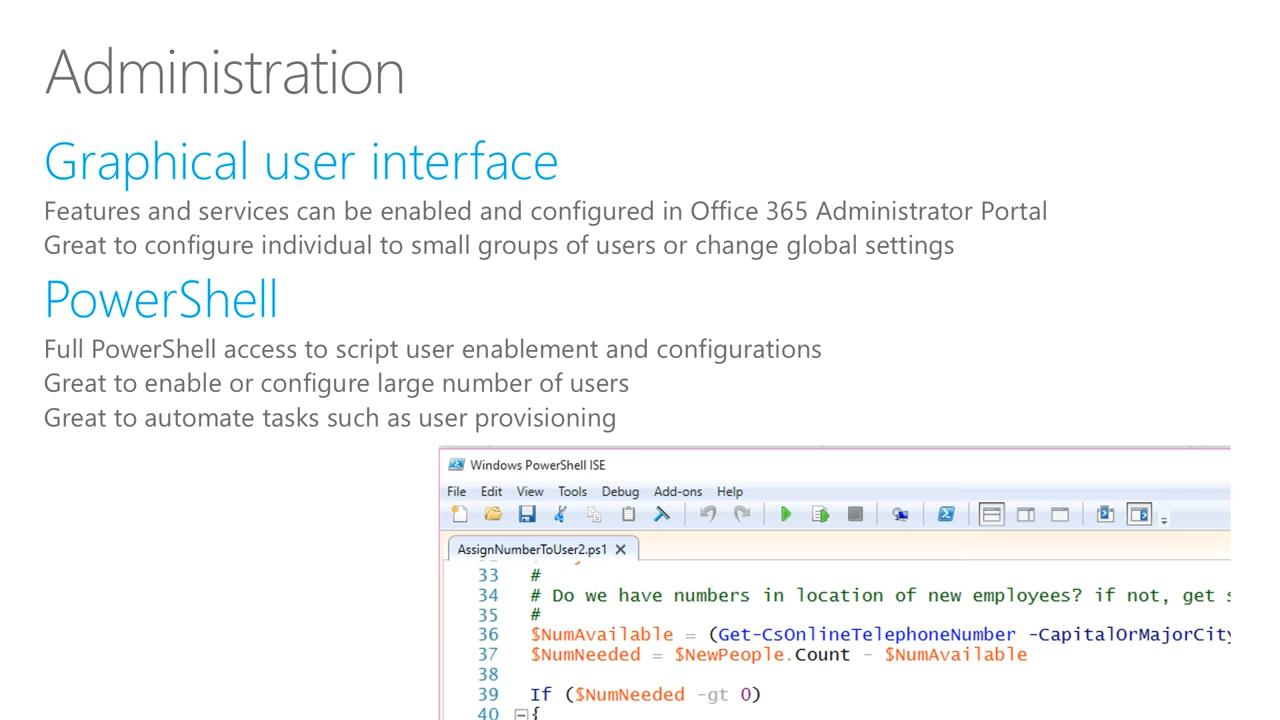 Administration
Graphical user interface
Features and services can be enabled and configured in Office 365 Administrator Portal
Great to configure individual to small groups of users or change global settings
PowerShell
Full PowerShell access to script user enablement and configurations
Great to enable or configure large number of users
Great to automate tasks such as user provisioning
Windows PowerShell ISE
File Edit View Tools Debug Add-ons Help
AssignNumberToUser2.ps1
33 #
34 # Do we have numbers in location of new employees? if not, get
35 #
36 $NumAvailable = (Get-CsOnlineTelephoneNumber -CapitalOrMajorCity
37 $NumNeeded = $NewPeople.Count - $NumAvailable
38
39 If ($NumNeeded -gt 0)
40 {